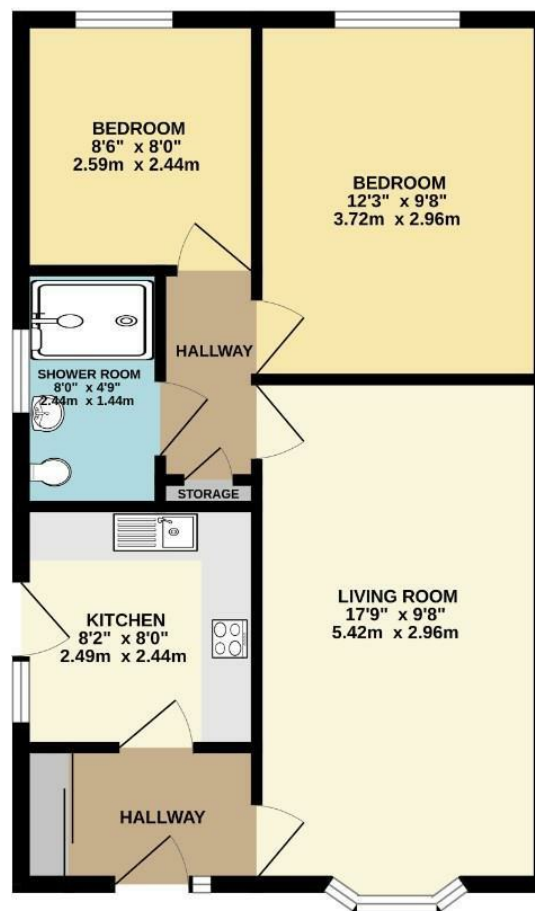 BEDROOM
8'6" x 8'0"
2.59m x 2.44m
BEDROOM
12'3" x 9'8"
3.72m x 2.96m
HALLWAY
SHOWER ROOM
8'0" x 4'9"
2.44m x 1.44m
STORAGE
KITCHEN
8'2" x 8'0"
2.49m x 2.44m
LIVING ROOM
17'9" x 9'8"
5.42m x 2.96m
HALLWAY